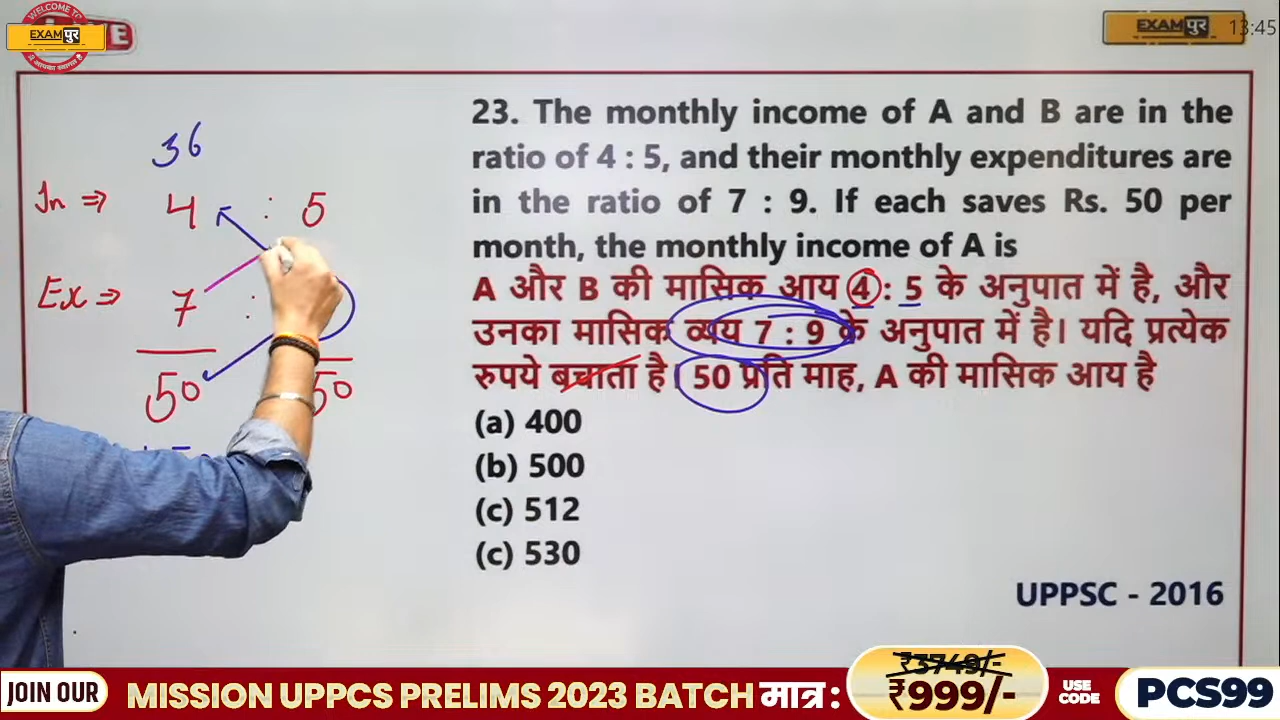 WELCOME TO
EXAMपुर
EXAMपुर
13:45
36
In ⇒ 4 : 5
Ex ⇒ 7 :
50 50
23. The monthly income of A and B are in the
ratio of 4 : 5, and their monthly expenditures are
in the ratio of 7 : 9. If each saves Rs. 50 per
month, the monthly income of A is
A और B की मासिक आय 4 : 5 के अनुपात में है, और
उनका मासिक व्यय 7 : 9 के अनुपात में है। यदि प्रत्येक
रुपये बचाता है। 50 प्रति माह, A की मासिक आय है
(a) 400
(b) 500
(c) 512
(c) 530
UPPSC - 2016
JOIN OUR
MISSION UPPCS PRELIMS 2023 BATCH मात्र :
₹3749/-
₹999/-
USE
CODE
PCS99